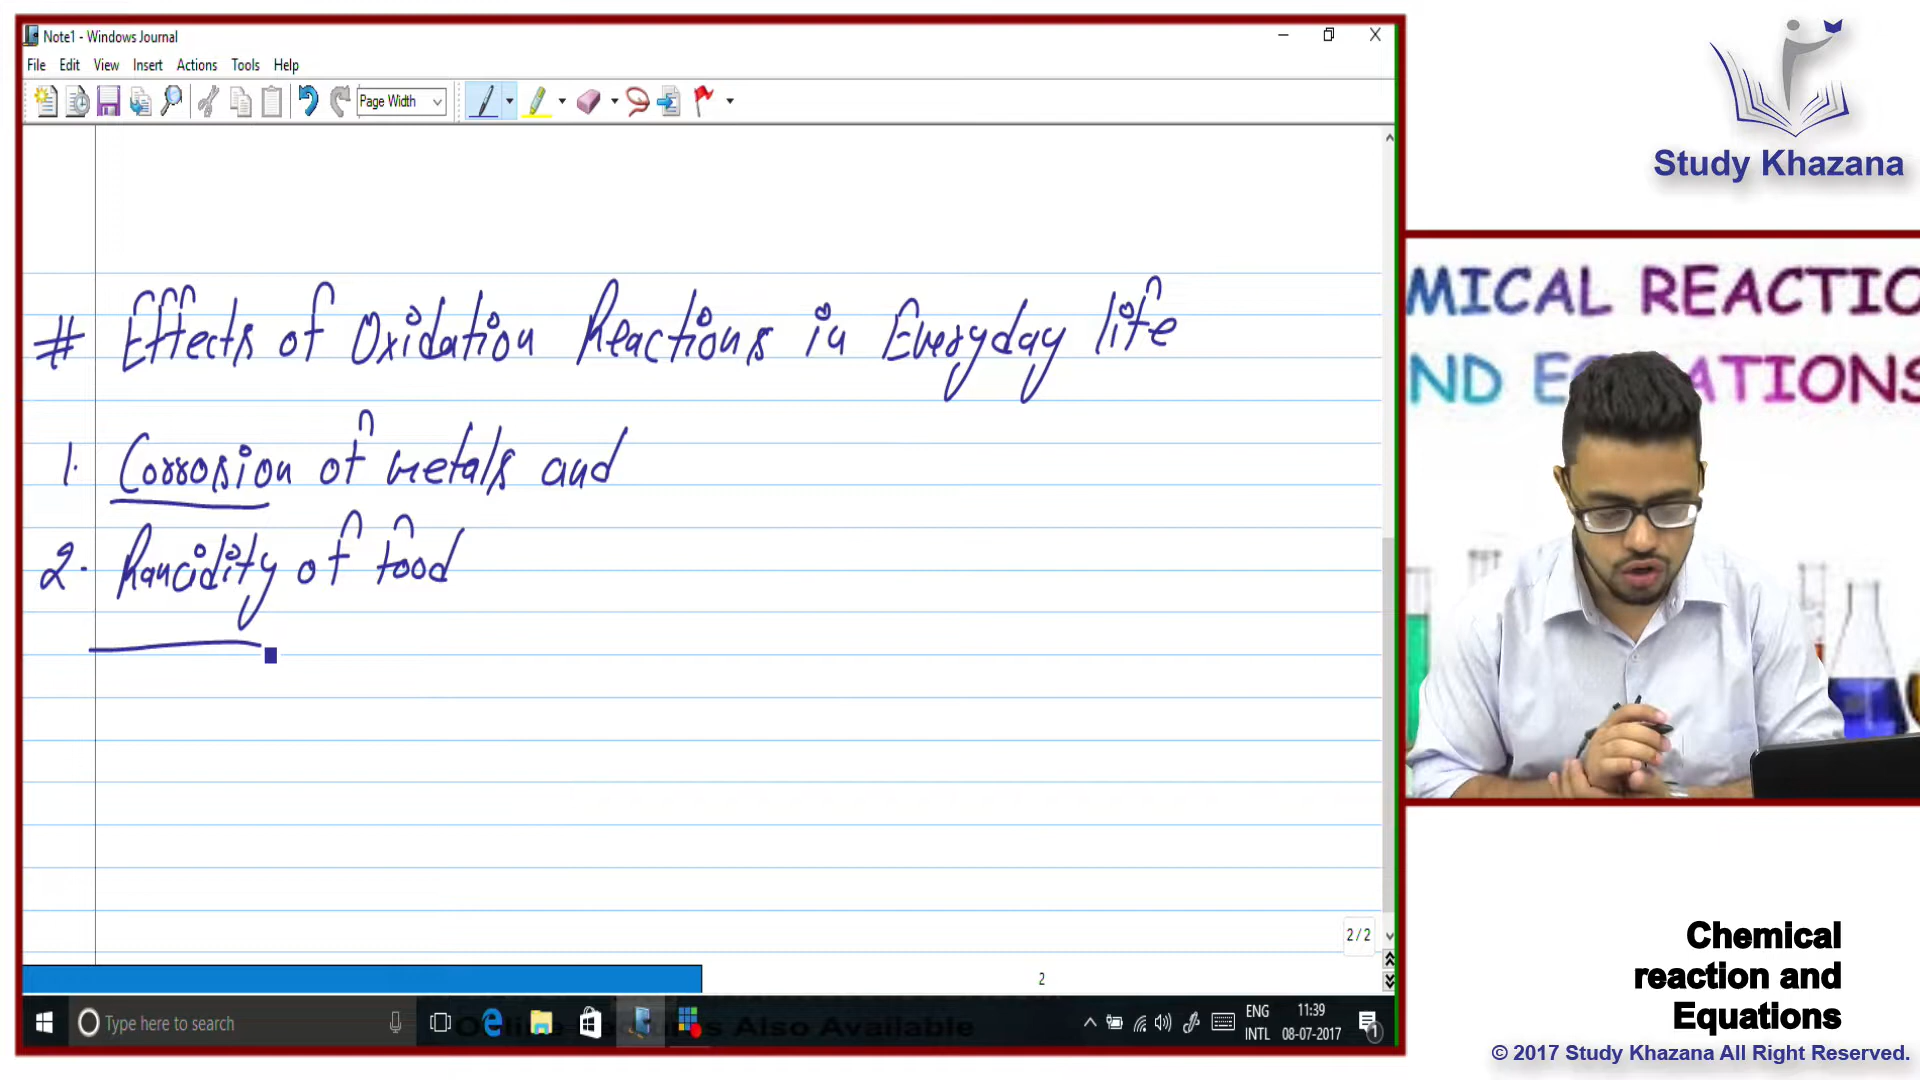 Note1 - Windows Journal
File Edit View Insert Actions Tools Help
Page Width
# Effects of Oxidation Reactions in Everyday life
1. Corrosion of metals and
2. Rancidity of food
2/2
2
Type here to search
Also Available
ENG
INTL
11:39
08-07-2017
1
Study Khazana
MICAL REACTIO
ND E ATIONS
Chemical
reaction and
Equations
© 2017 Study Khazana All Right Reserved.